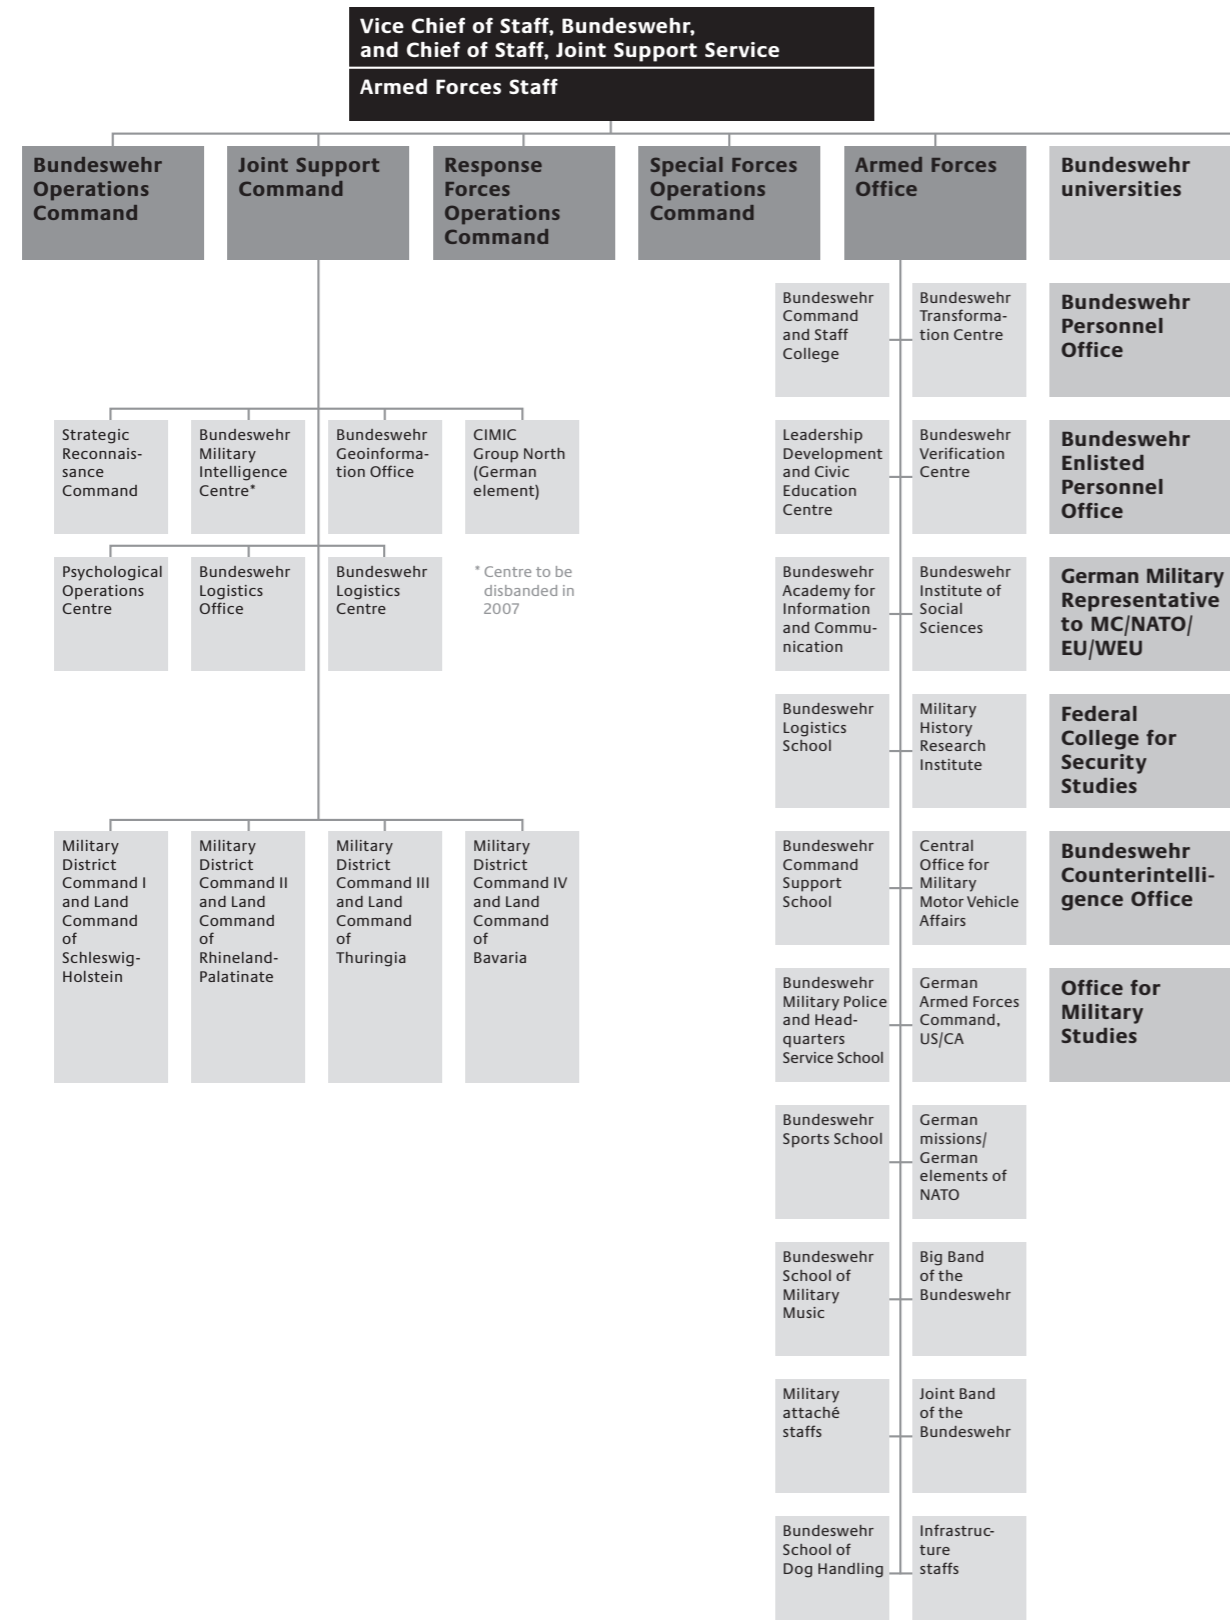 Vice Chief of Staff, Bundeswehr,
and Chief of Staff, Joint Support Service
Armed Forces Staff
Bundeswehr
Operations
Command
Joint Support
Command
Response
Forces
Operations
Command
Special Forces
Operations
Command
Armed Forces
Office
Bundeswehr
universities
Bundeswehr
Command
and Staff
College
Bundeswehr
Transforma-
tion Centre
Bundeswehr
Personnel
Office
Strategic
Reconnais-
sance
Command
Bundeswehr
Military
Intelligence
Centre*
Bundeswehr
Geoinforma-
tion Office
CIMIC
Group North
(German
element)
Leadership
Development
and Civic
Education
Centre
Bundeswehr
Verification
Centre
Bundeswehr
Enlisted
Personnel
Office
Psychological
Operations
Centre
Bundeswehr
Logistics
Office
Bundeswehr
Logistics
Centre
* Centre to be
disbanded in
2007
Bundeswehr
Academy for
Information
and Commu-
nication
Bundeswehr
Institute of
Social
Sciences
German Military
Representative
to MC/NATO/
EU/WEU
Bundeswehr
Logistics
School
Military
History
Research
Institute
Federal
College for
Security
Studies
Military
District
Command I
and Land
Command
of
Schleswig-
Holstein
Military
District
Command II
and Land
Command
of
Rhineland-
Palatinate
Military
District
Command III
and Land
Command
of
Thuringia
Military
District
Command IV
and Land
Command
of
Bavaria
Bundeswehr
Command
Support
School
Central
Office for
Military
Motor Vehicle
Affairs
Bundeswehr
Counterintelli-
gence Office
Bundeswehr
Military Police
and Head-
quarters
Service School
German
Armed Forces
Command,
US/CA
Office for
Military
Studies
Bundeswehr
Sports School
German
missions/
German
elements of
NATO
Bundeswehr
School of
Military
Music
Big Band
of the
Bundeswehr
Military
attaché
staffs
Joint Band
of the
Bundeswehr
Bundeswehr
School of
Dog Handling
Infrastruc-
ture
staffs